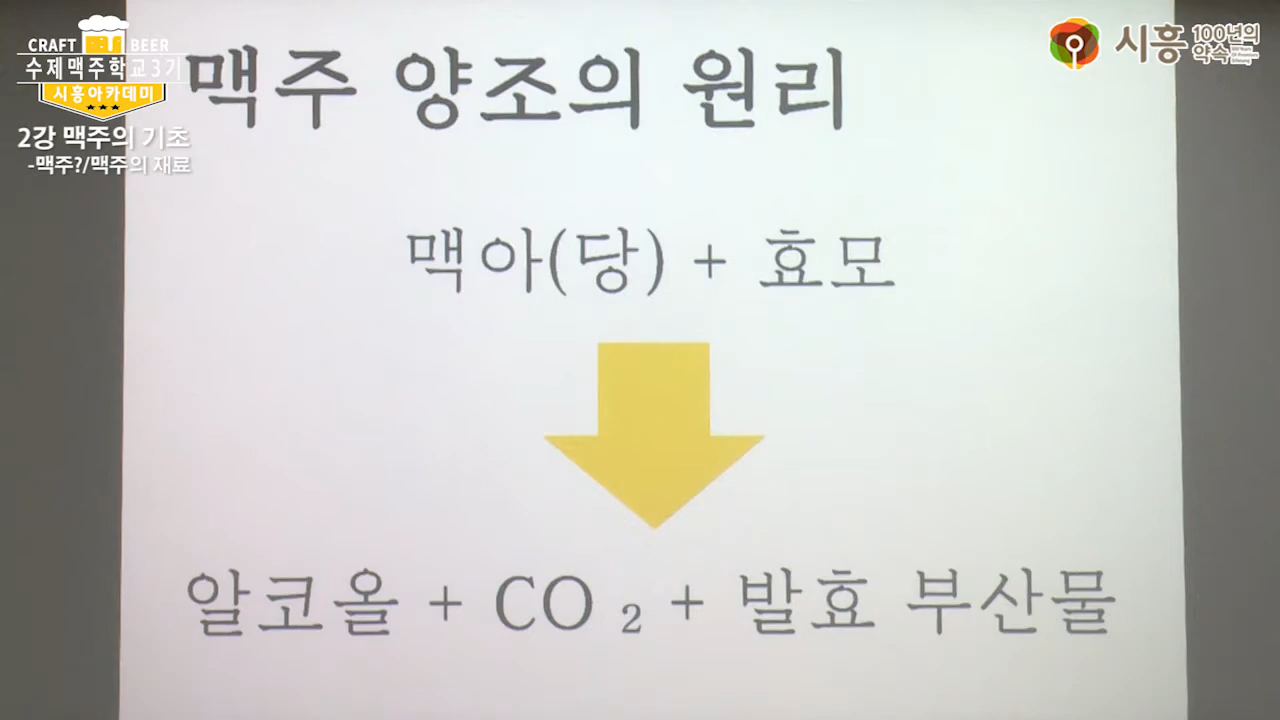 CRAFT BEER
수제맥주학교3기
시흥아카데미
2강 맥주의 기초
-맥주?/맥주의 재료
시흥 100년의 약속
맥주 양조의 원리
맥아(당) + 효모
알코올 + CO₂ + 발효 부산물